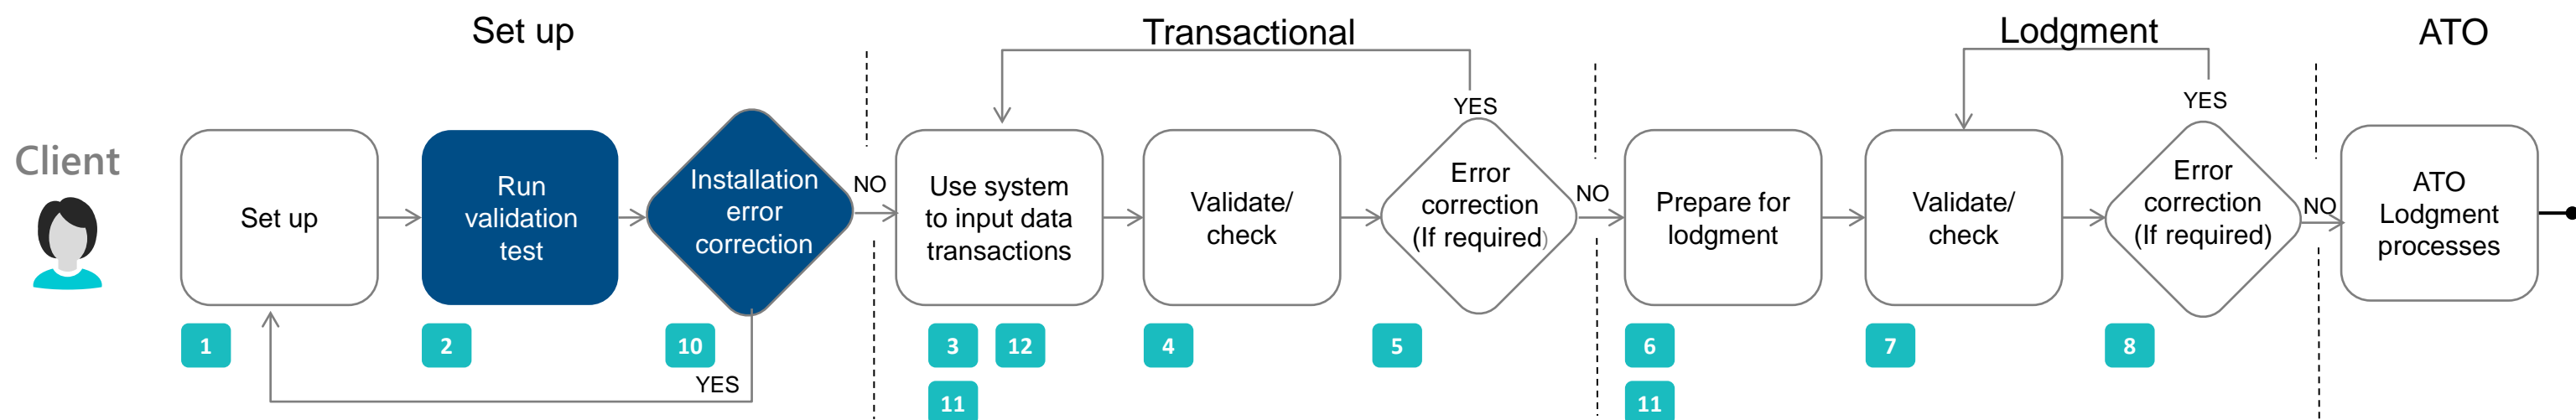 Set up
Transactional
Lodgment
ATO
Client
Set up
Run
validation
test
Installation
error
correction
YES
NO
Use system
to input data
transactions
Validate/
check
Error
correction
(If required)
YES
NO
Prepare for
lodgment
Validate/
check
Error
correction
(If required)
YES
NO
ATO
Lodgment
processes
1
2
10
3
12
11
4
5
6
11
7
8